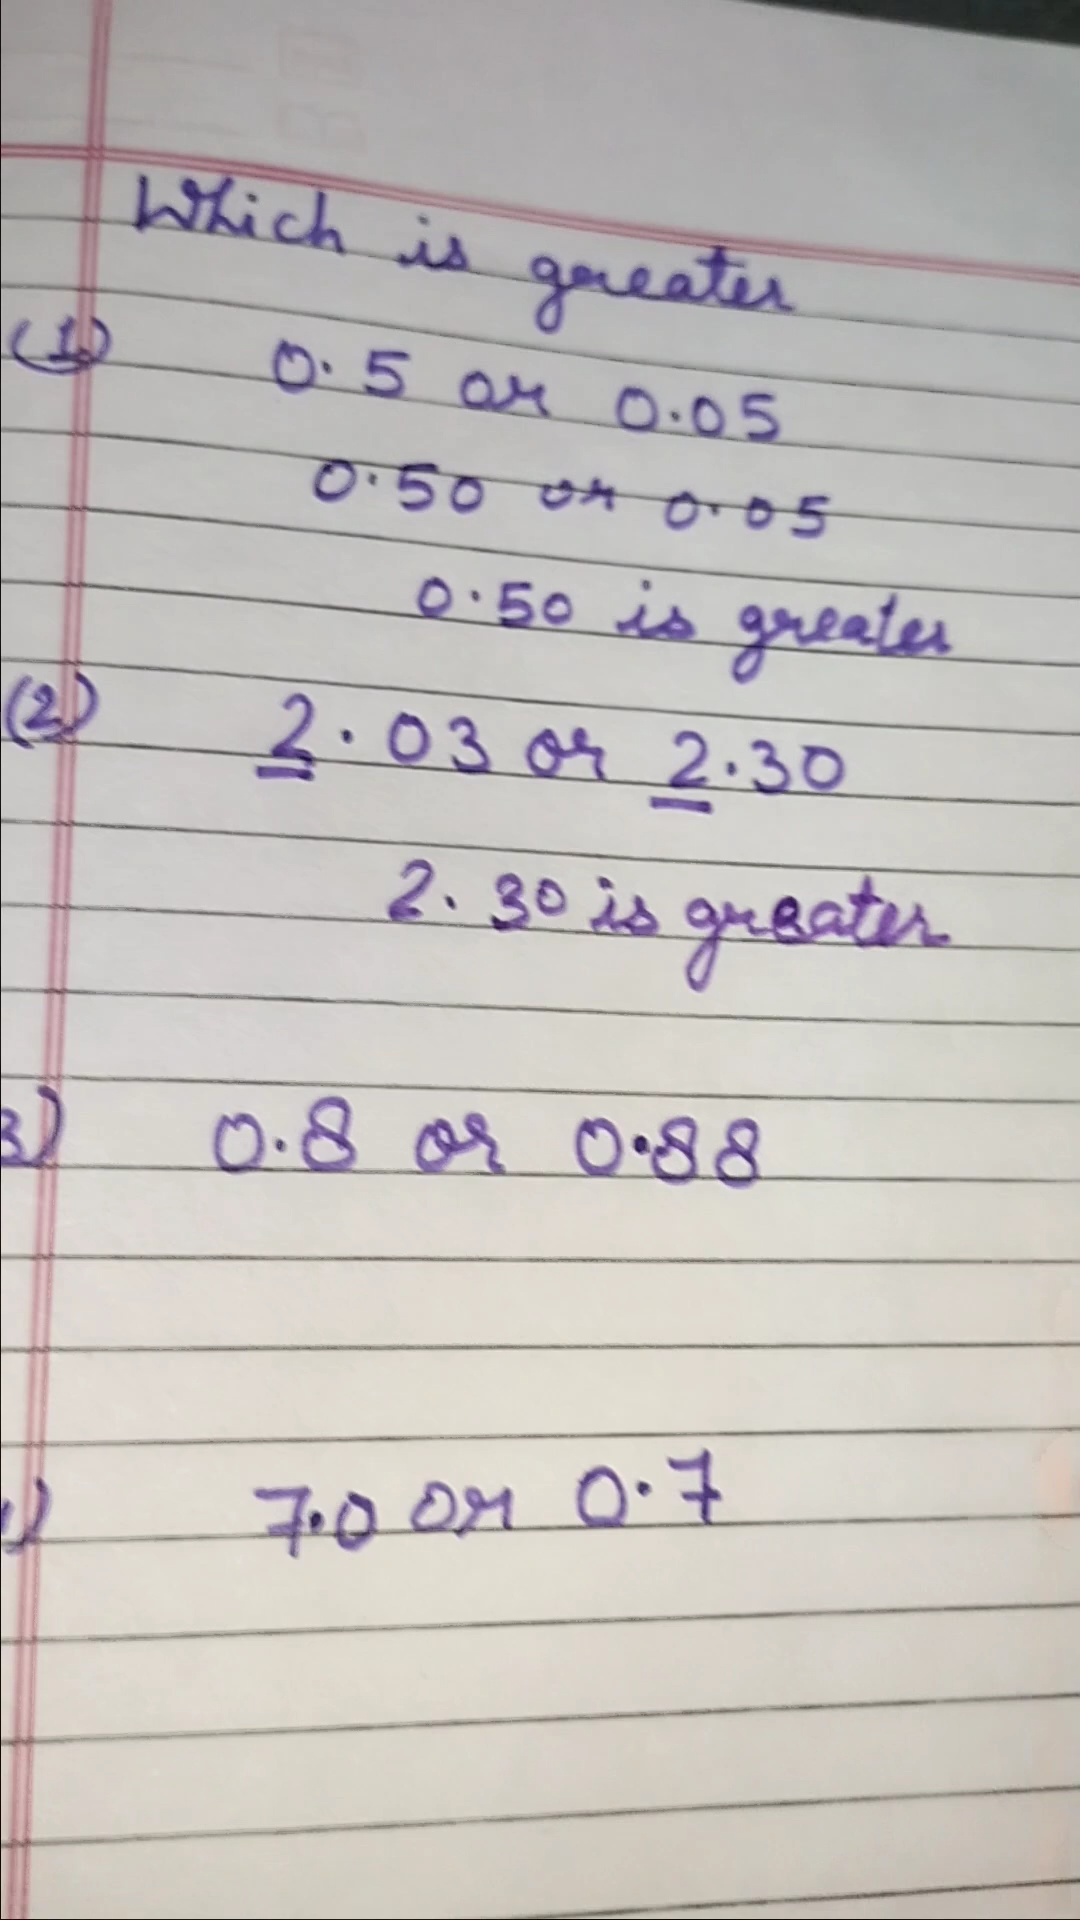 Which is greater
(1) 0.5 or 0.05
0.50 or 0.05
0.50 is greater
(2) 2.03 or 2.30
2.30 is greater
3) 0.8 or 0.88
) 7.0 or 0.7